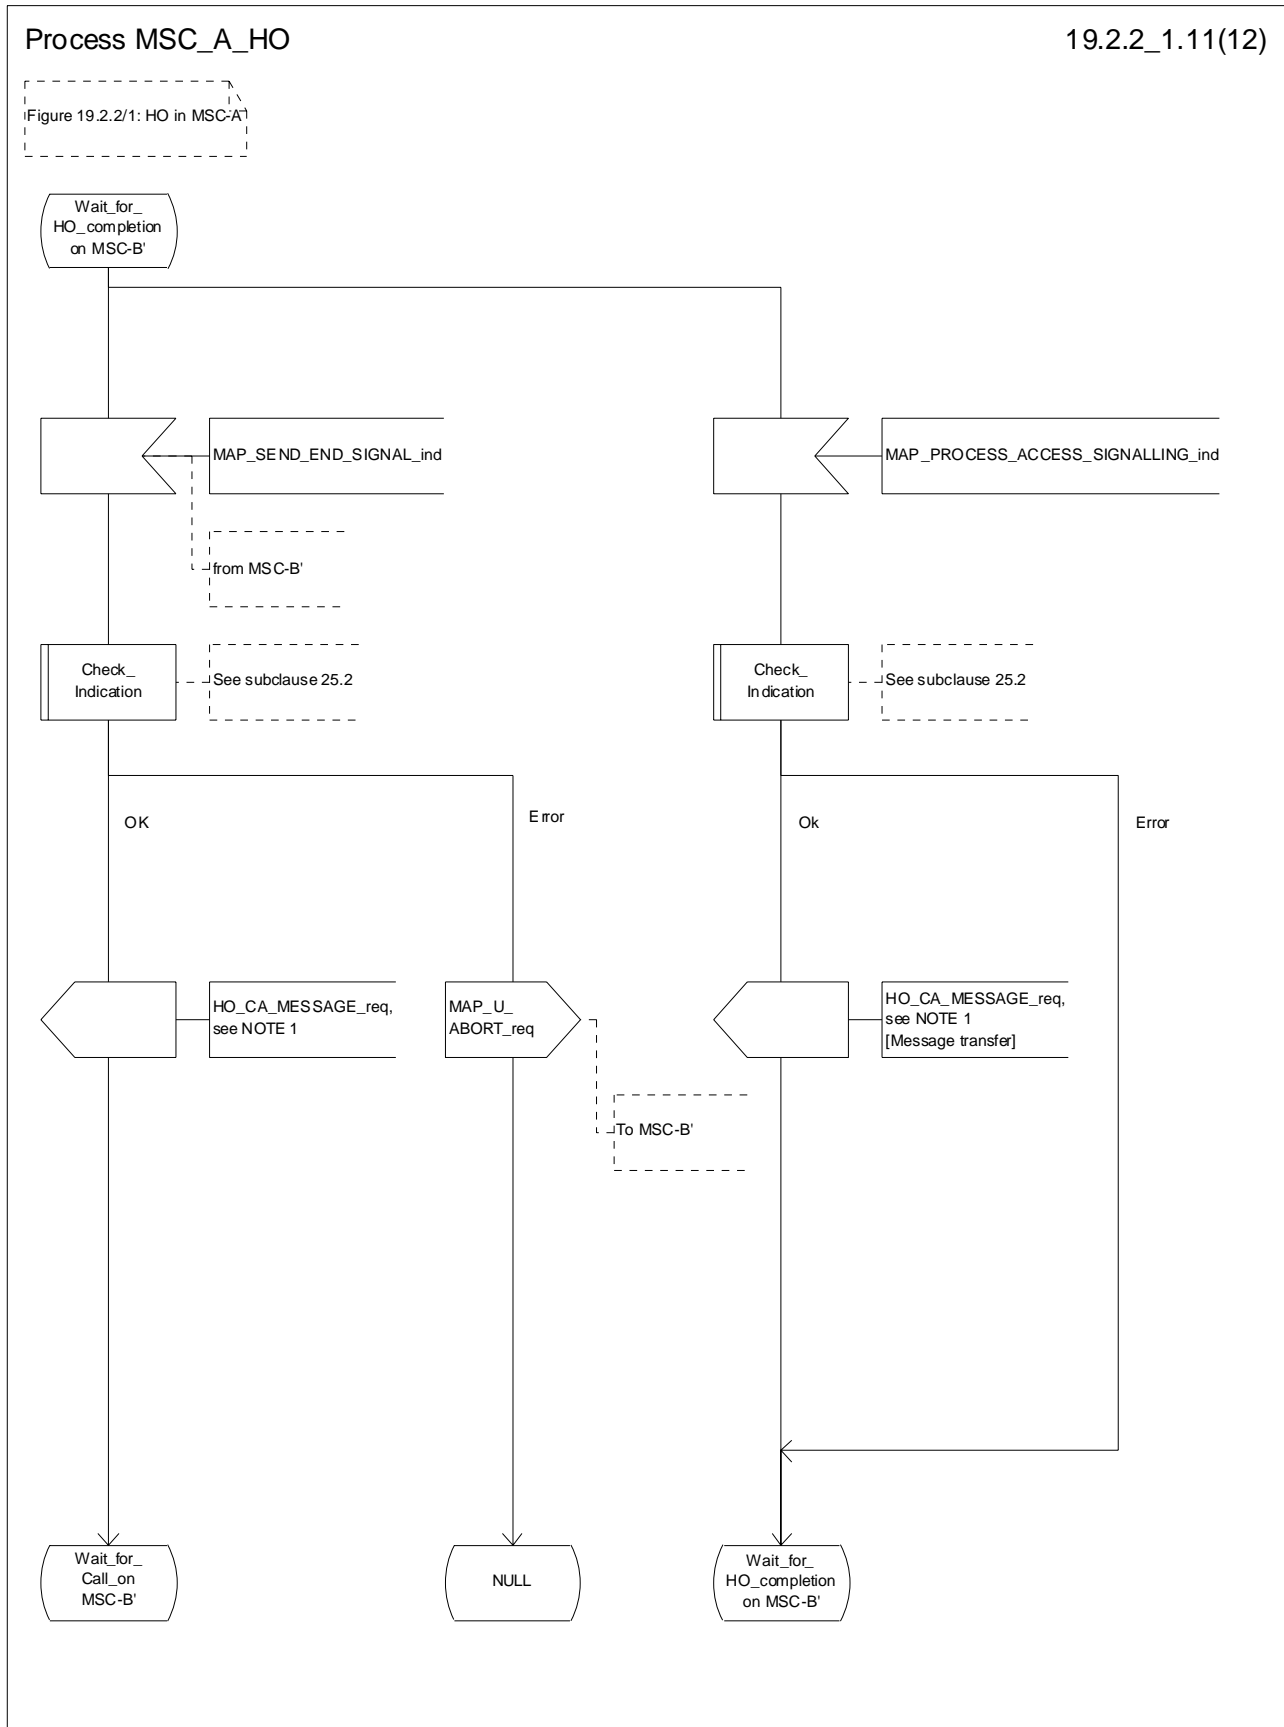 Process MSC_A_HO
19.2.2_1.11(12)
Figure 19.2.2/1: HO in MSC-A
Wait_for_
HO_completion
on MSC-B'
MAP_SEND_END_SIGNAL_ind
MAP_PROCESS_ACCESS_SIGNALLING_ind
from MSC-B'
Check_
Indication
See subclause 25.2
Check_
Indication
See subclause 25.2
OK
Error
Ok
Error
HO_CA_MESSAGE_req,
see NOTE 1
MAP_U_
ABORT_req
HO_CA_MESSAGE_req,
see NOTE 1
[Message transfer]
To MSC-B'
Wait_for_
Call_on
MSC-B'
NULL
Wait_for_
HO_completion
on MSC-B'